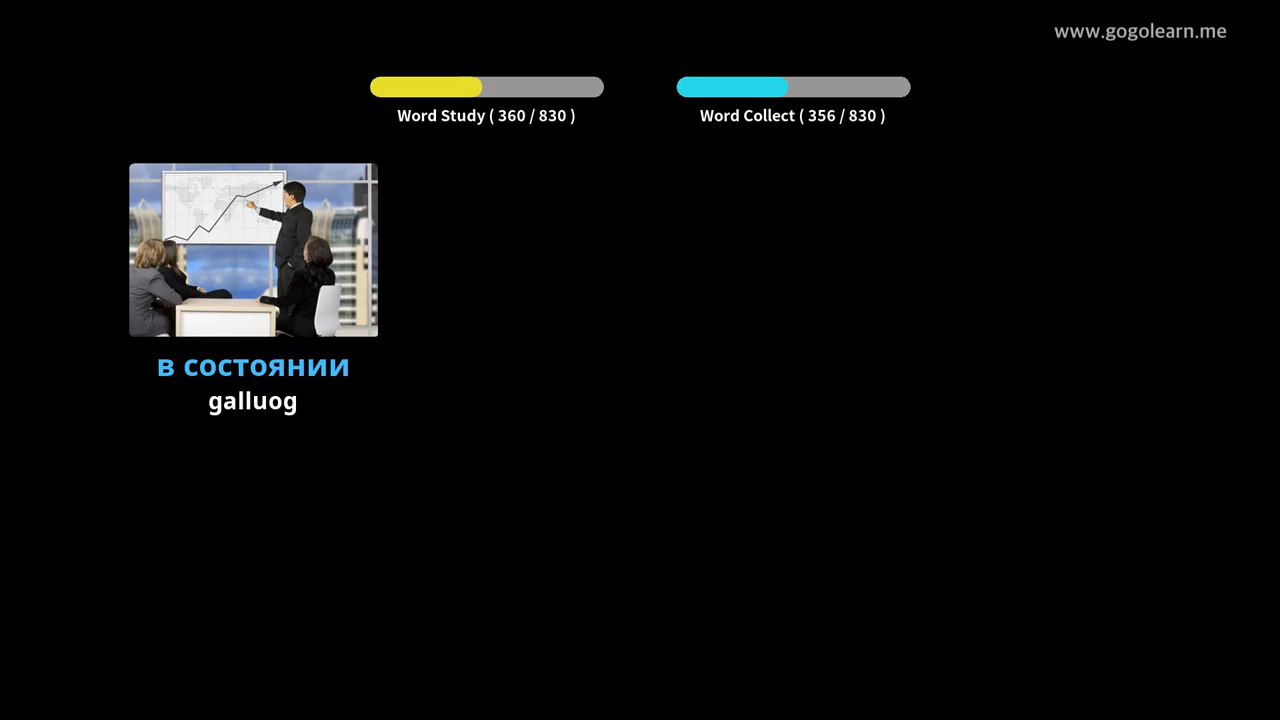 www.gogolearn.me
Word Study ( 360 / 830 )
Word Collect ( 356 / 830 )
в состоянии
galluog